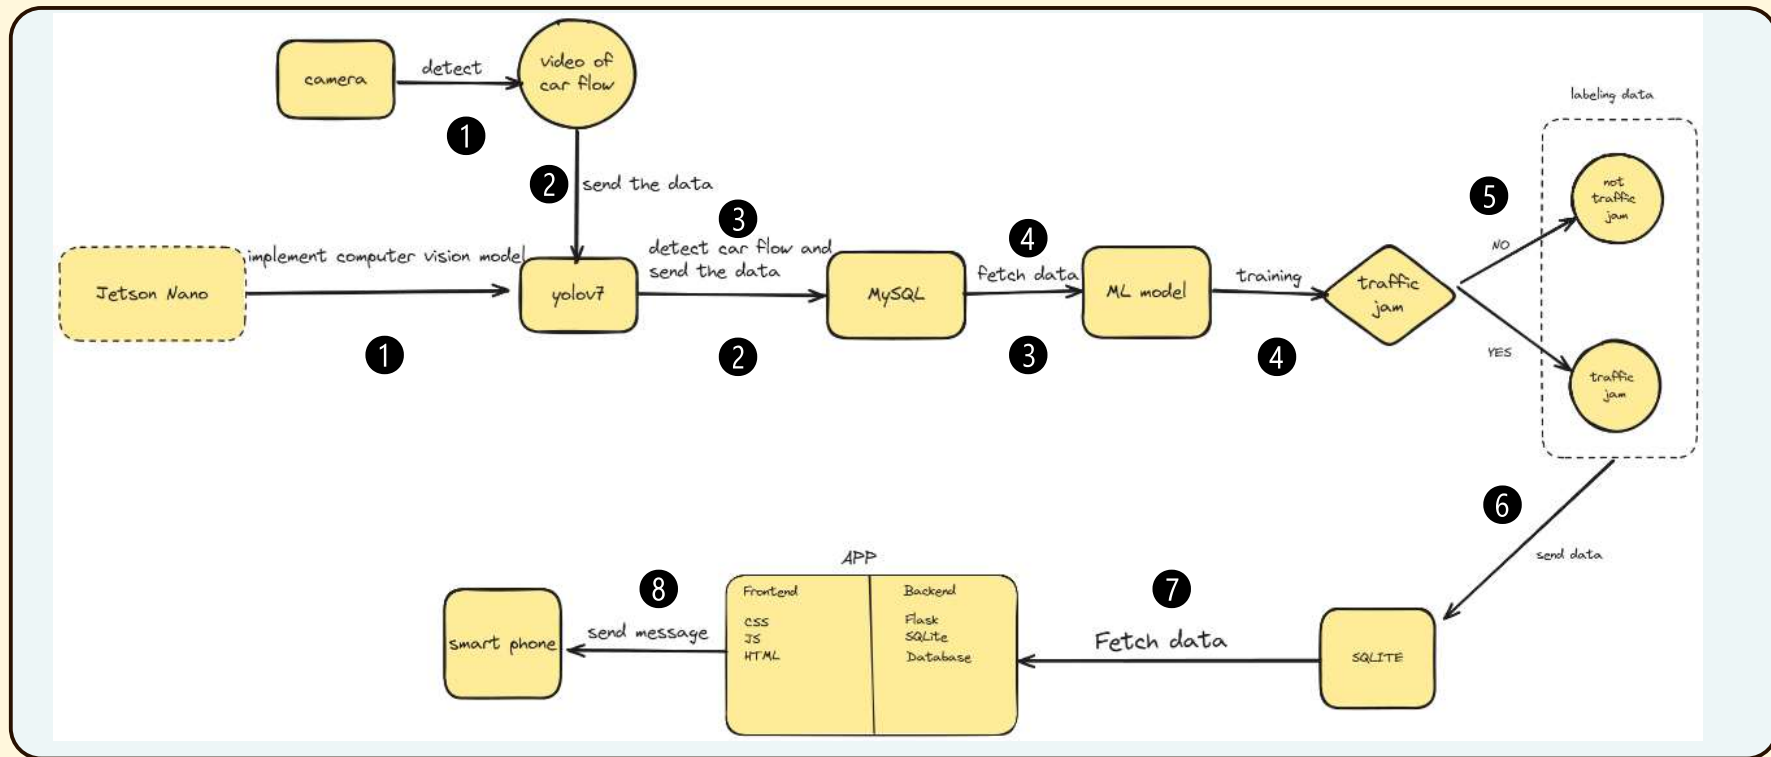 camera
detect
video of
car flow
1
2
send the data
3
detect car flow and
send the data
Jetson Nano
implement computer vision model
1
yolov7
2
MySQL
4
fetch data
3
ML model
training
4
traffic
jam
5
NO
YES
labeling data
not
traffic
jam
traffic
jam
6
send data
SQLITE
7
Fetch data
APP
Frontend
CSS
JS
HTML
Backend
Flask
SQLite
Database
8
send message
smart phone